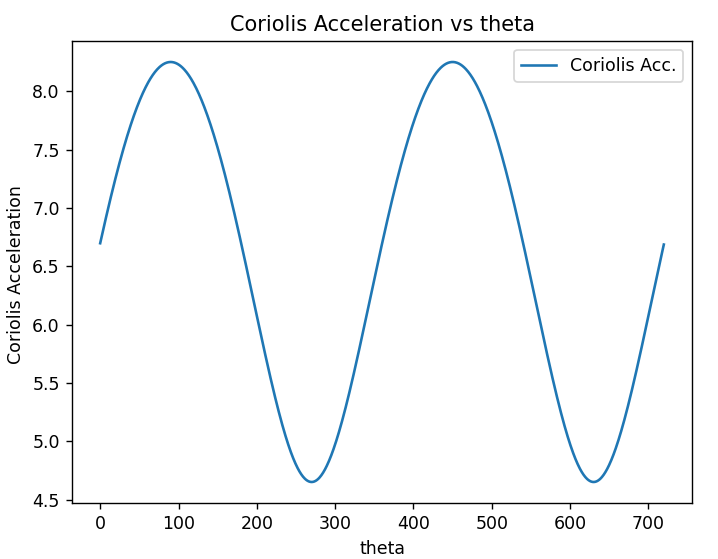 Coriolis Acceleration vs theta
Coriolis Acc.
Coriolis Acceleration
8.0
7.5
7.0
6.5
6.0
5.5
5.0
4.5
0 100 200 300 400 500 600 700
theta